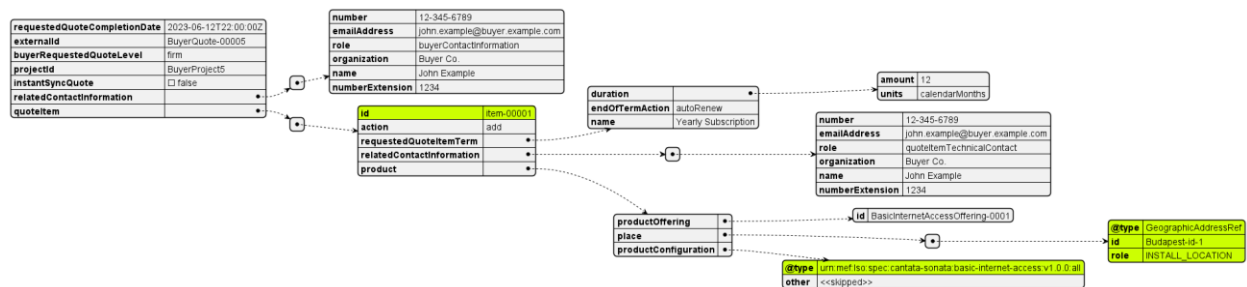 requestedQuoteCompletionDate 2023-06-12T22:00:00Z
externalId BuyerQuote-00005
buyerRequestedQuoteLevel firm
projectId BuyerProject5
instantSyncQuote ☐ false
relatedContactInformation
quoteItem
number 12-345-6789
emailAddress john.example@buyer.example.com
role buyerContactInformation
organization Buyer Co.
name John Example
numberExtension 1234
id item-00001
action add
requestedQuoteItemTerm
relatedContactInformation
product
duration
endOfTermAction autoRenew
name Yearly Subscription
amount 12
units calendarMonths
number 12-345-6789
emailAddress john.example@buyer.example.com
role quoteItemTechnicalContact
organization Buyer Co.
name John Example
numberExtension 1234
productOffering
place
productConfiguration
id BasicInternetAccessOffering-0001
@type GeographicAddressRef
id Budapest-id-1
role INSTALL_LOCATION
@type urn:mef:lso:spec:cantata-sonata:basic-internet-access:v1.0.0:all
other <<skipped>>